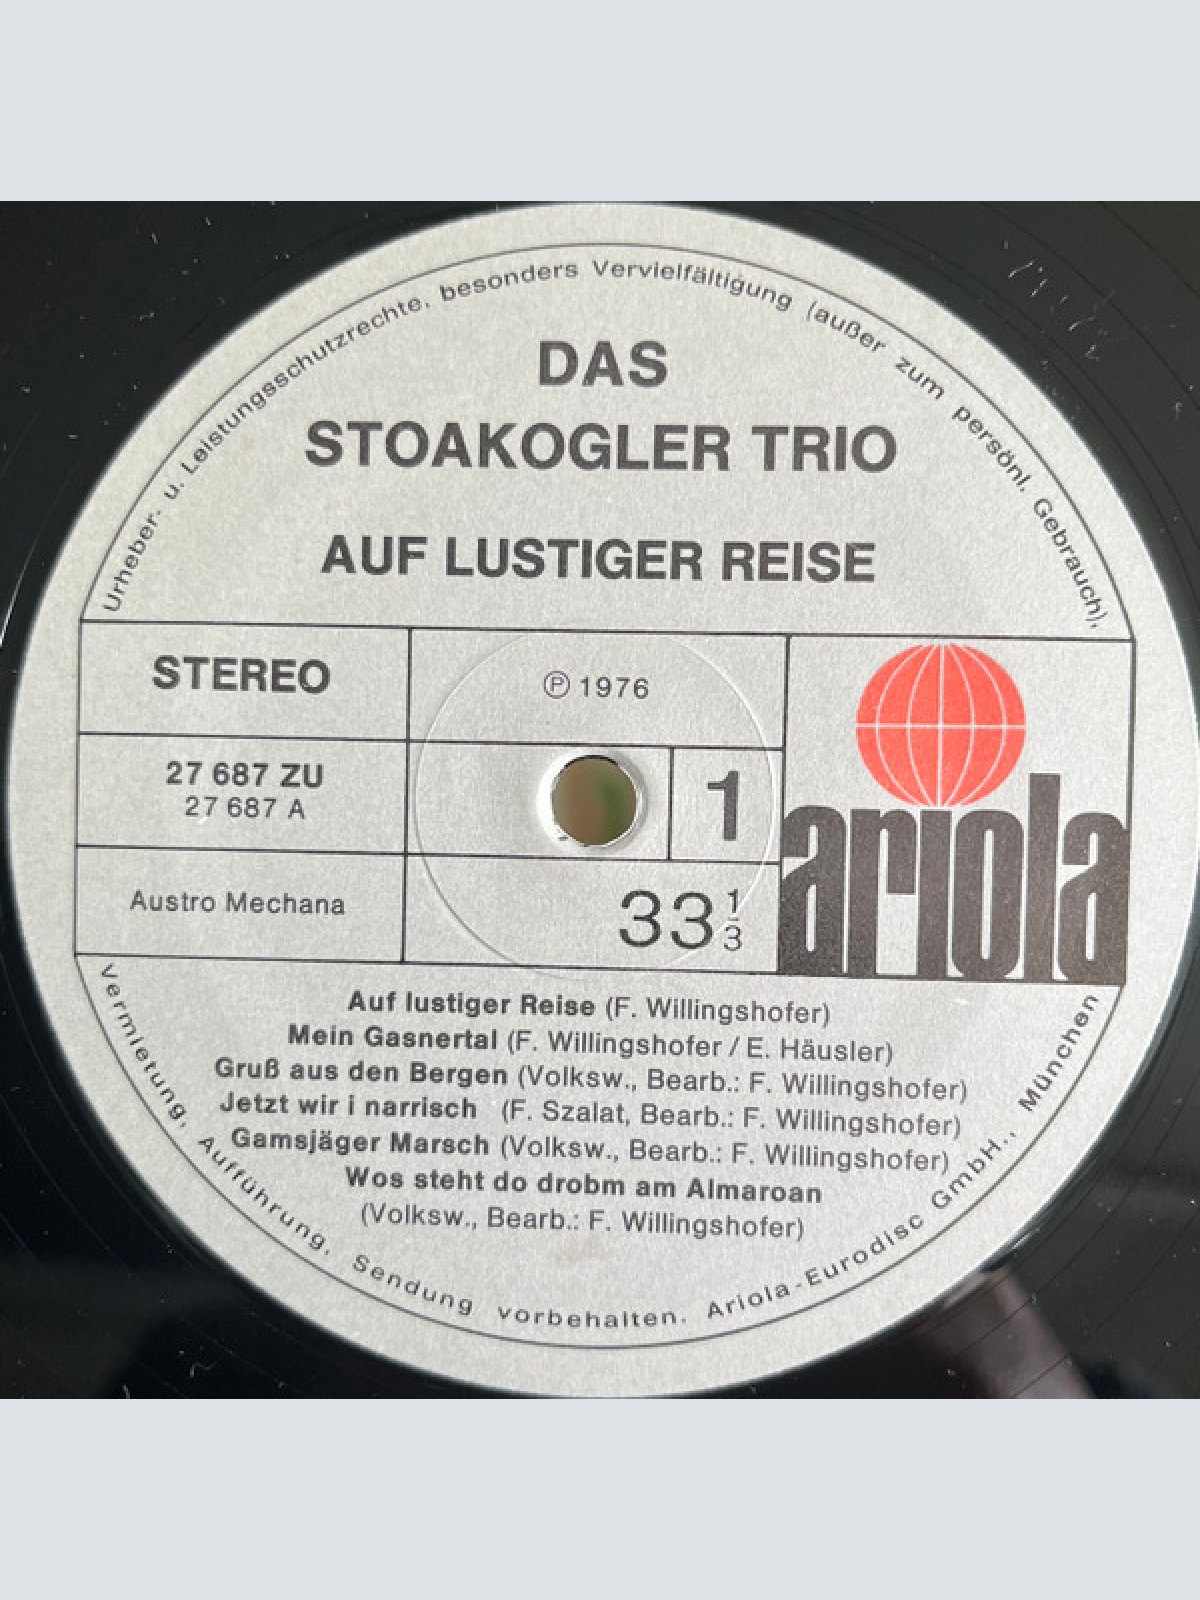 Urheber- u. Leistungsschutzrechte, besonders Vervielfältigung (außer zum persönl. Gebrauch),
DAS
STOAKOGLER TRIO
AUF LUSTIGER REISE
STEREO
℗ 1976
27 687 ZU
27 687 A
1
ariola
Austro Mechana
33 1/3
Auf lustiger Reise (F. Willingshofer)
Mein Gasnertal (F. Willingshofer / E. Häusler)
Gruß aus den Bergen (Volksw., Bearb.: F. Willingshofer)
Jetzt wir i narrisch (F. Szalat, Bearb.: F. Willingshofer)
Gamsjäger Marsch (Volksw., Bearb.: F. Willingshofer)
Wos steht do drobm am Almaroan
(Volksw., Bearb.: F. Willingshofer)
Vermietung, Aufführung, Sendung vorbehalten. Ariola-Eurodisc GmbH., München